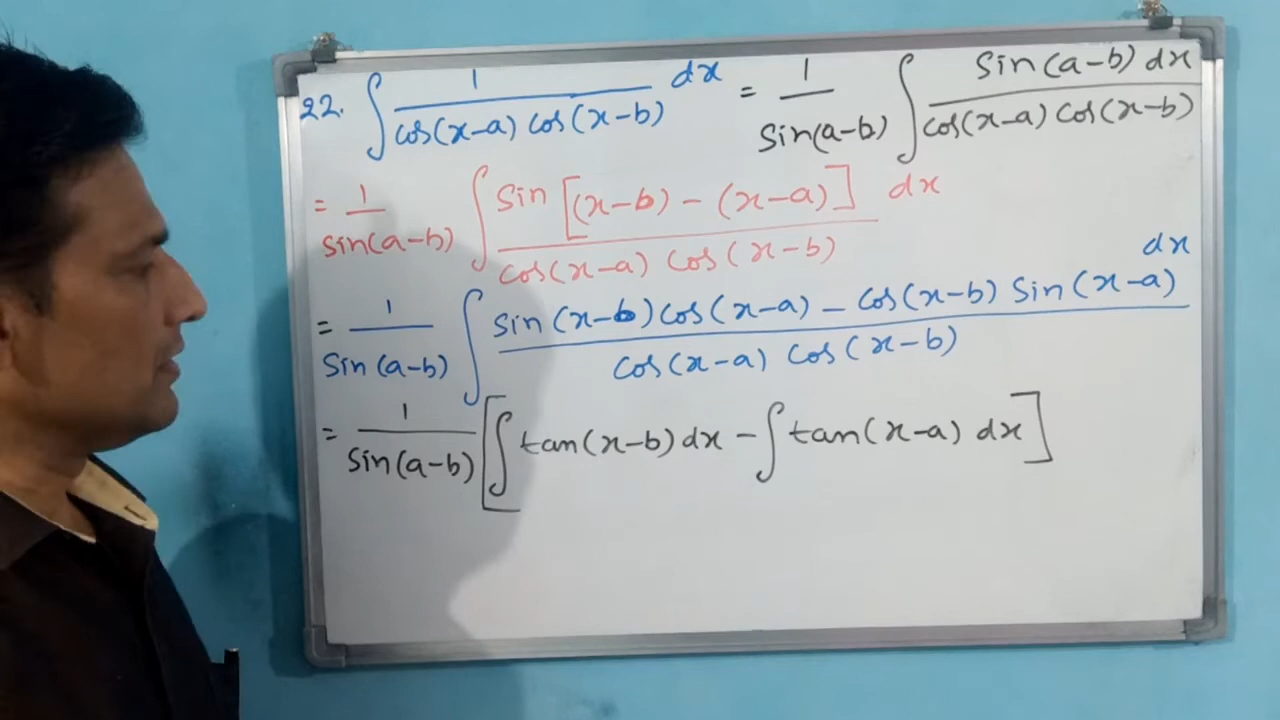 22. ∫ 1/(cos(x-a) cos(x-b)) dx = 1/Sin(a-b) ∫ Sin(a-b) dx/(cos(x-a) cos(x-b))
= 1/Sin(a-b) ∫ Sin[(x-b) - (x-a)]/(cos(x-a) cos(x-b)) dx
= 1/Sin(a-b) ∫ (Sin(x-b) cos(x-a) - cos(x-b) Sin(x-a))/(cos(x-a) cos(x-b)) dx
= 1/Sin(a-b) [∫ tan(x-b) dx - ∫ tan(x-a) dx]